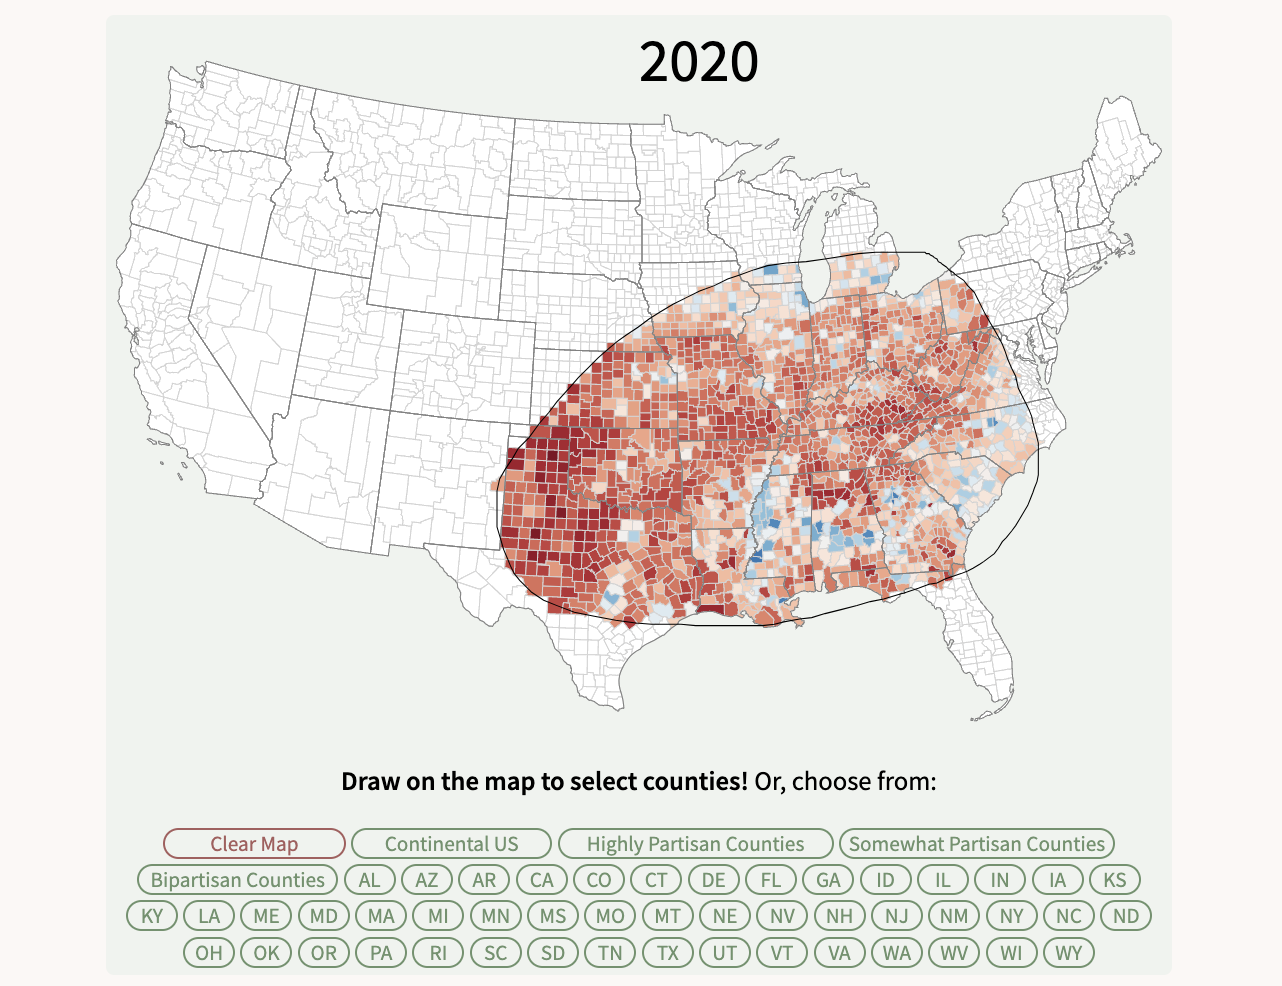 2020
Draw on the map to select counties! Or, choose from:
Clear Map Continental US Highly Partisan Counties Somewhat Partisan Counties
Bipartisan Counties AL AZ AR CA CO CT DE FL GA ID IL IN IA KS
KY LA ME MD MA MI MN MS MO MT NE NV NH NJ NM NY NC ND
OH OK OR PA RI SC SD TN TX UT VT VA WA WV WI WY